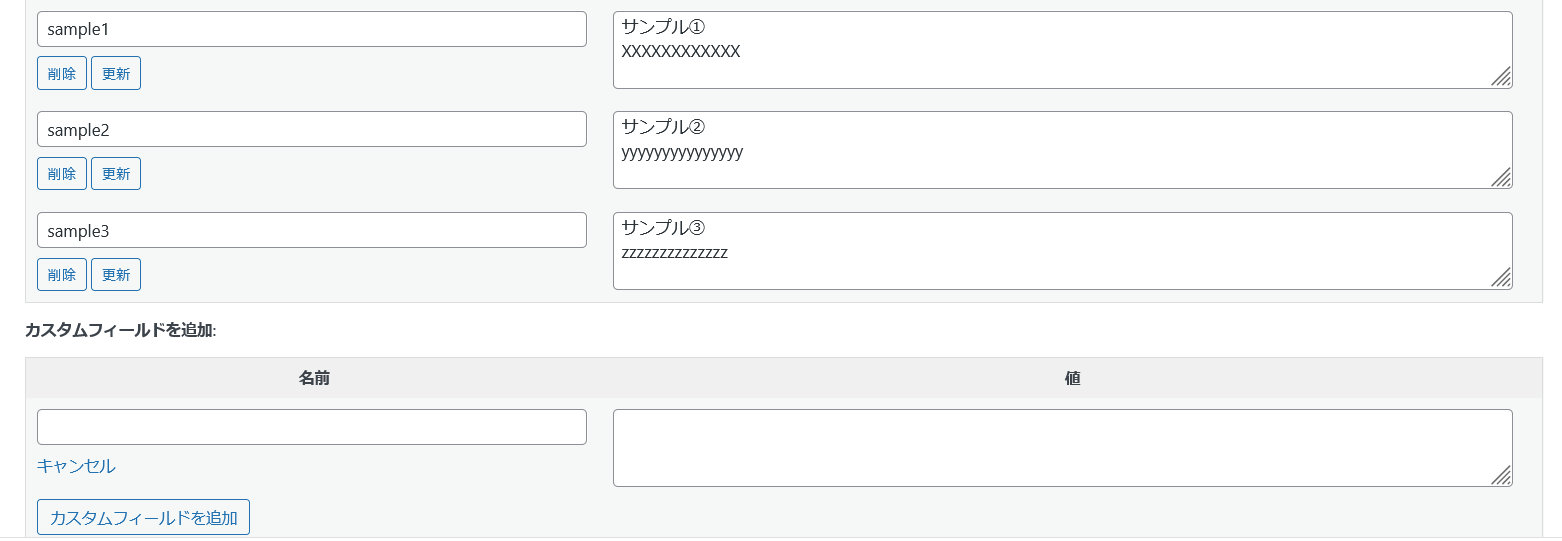 sample1
サンプル①
XXXXXXXXXXXX
削除 更新
sample2
サンプル②
yyyyyyyyyyyyyyy
削除 更新
sample3
サンプル③
zzzzzzzzzzzzzz
削除 更新
カスタムフィールドを追加:
名前 値
キャンセル
カスタムフィールドを追加